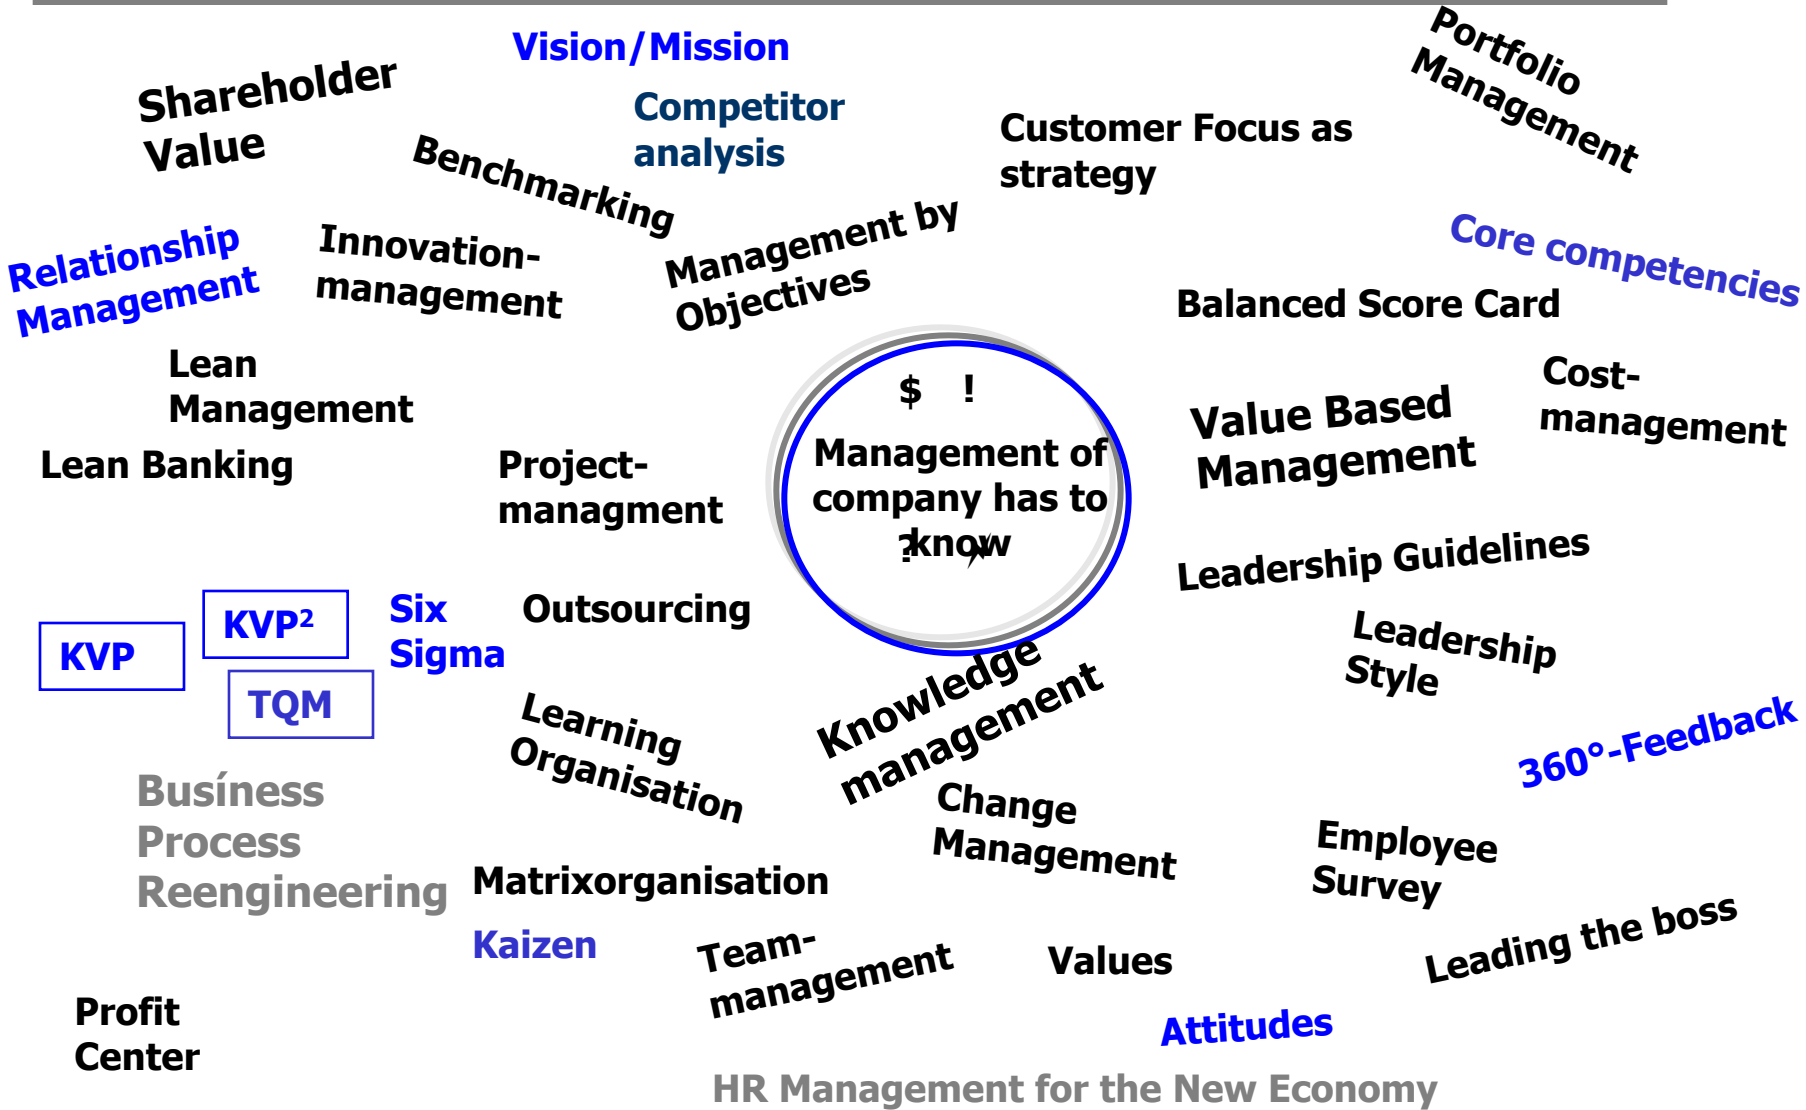 Vision/Mission
Portfolio
Management
Shareholder
Value
Competitor
analysis
Customer Focus as
strategy
Benchmarking
Relationship
Management
Innovation-
management
Management by
Objectives
Core competencies
Balanced Score Card
Lean
Management
Cost-
management
$ !
Value Based
Management
Lean Banking
Project-
managment
Management of
company has to
?know
Leadership Guidelines
KVP
KVP²
Six
Sigma
Outsourcing
Leadership
Style
TQM
Knowledge
management
Learning
Organisation
360°-Feedback
Busíness
Process
Reengineering
Change
Management
Employee
Survey
Matrixorganisation
Kaizen
Team-
management
Values
Leading the boss
Profit
Center
Attitudes
HR Management for the New Economy